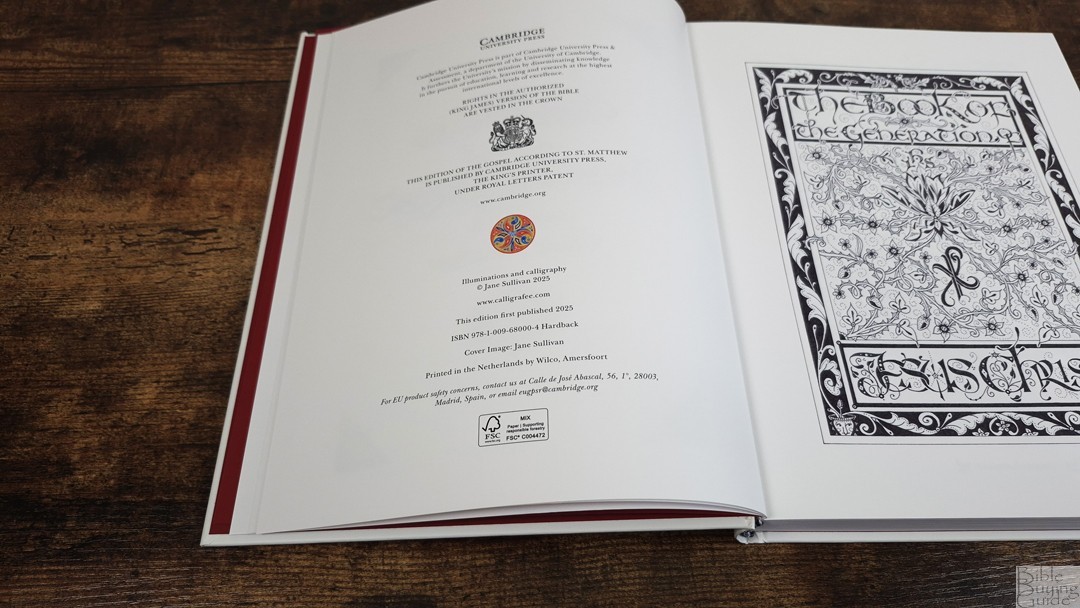 CAMBRIDGE
UNIVERSITY PRESS
Cambridge University Press is part of Cambridge University Press &
Assessment, a department of the University of Cambridge.
It furthers the University's mission by disseminating knowledge
in the pursuit of education, learning and research at the highest
international levels of excellence.
RIGHTS IN THE AUTHORIZED
(KING JAMES) VERSION OF THE BIBLE
ARE VESTED IN THE CROWN
THIS EDITION OF THE GOSPEL ACCORDING TO ST. MATTHEW
IS PUBLISHED BY CAMBRIDGE UNIVERSITY PRESS,
THE KING'S PRINTER,
UNDER ROYAL LETTERS PATENT
www.cambridge.org
Illuminations and calligraphy
© Jane Sullivan 2025
www.calligrafee.com
This edition first published 2025
ISBN 978-1-009-68000-4 Hardback
Cover Image: Jane Sullivan
Printed in the Netherlands by Wilco, Amersfoort
For EU product safety concerns, contact us at Calle de José Abascal, 56, 1°, 28003,
Madrid, Spain, or email eugpsr@cambridge.org
FSC
MIX
Paper | Supporting
responsible forestry
FSC® C004472
The Book of
the Generation of
Jesus Chris
Bible
Buying
Guide